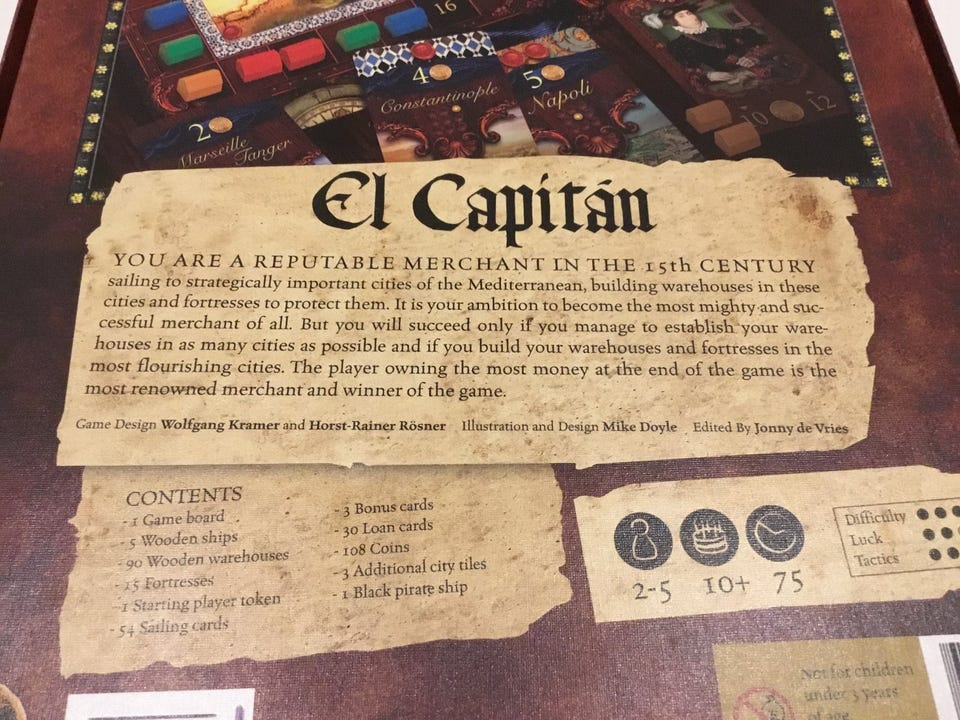 16
4
5
2
Constantinople
Napoli
Marseille
Tanger
10
12
El Capitán
YOU ARE A REPUTABLE MERCHANT IN THE 15th CENTURY
sailing to strategically important cities of the Mediterranean, building warehouses in these
cities and fortresses to protect them. It is your ambition to become the most mighty and suc-
cessful merchant of all. But you will succeed only if you manage to establish your ware-
houses in as many cities as possible and if you build your warehouses and fortresses in the
most flourishing cities. The player owning the most money at the end of the game is the
most renowned merchant and winner of the game.
Game Design Wolfgang Kramer and Horst-Rainer Rösner Illustration and Design Mike Doyle Edited By Jonny de Vries
CONTENTS
- 1 Game board
- 5 Wooden ships
- 90 Wooden warehouses
- 15 Fortresses
- 1 Starting player token
- 54 Sailing cards
- 3 Bonus cards
- 30 Loan cards
- 108 Coins
- 3 Additional city tiles
- 1 Black pirate ship
2-5 10+ 75
Difficulty
Luck
Tactics
Not for children
under 3 years
of age